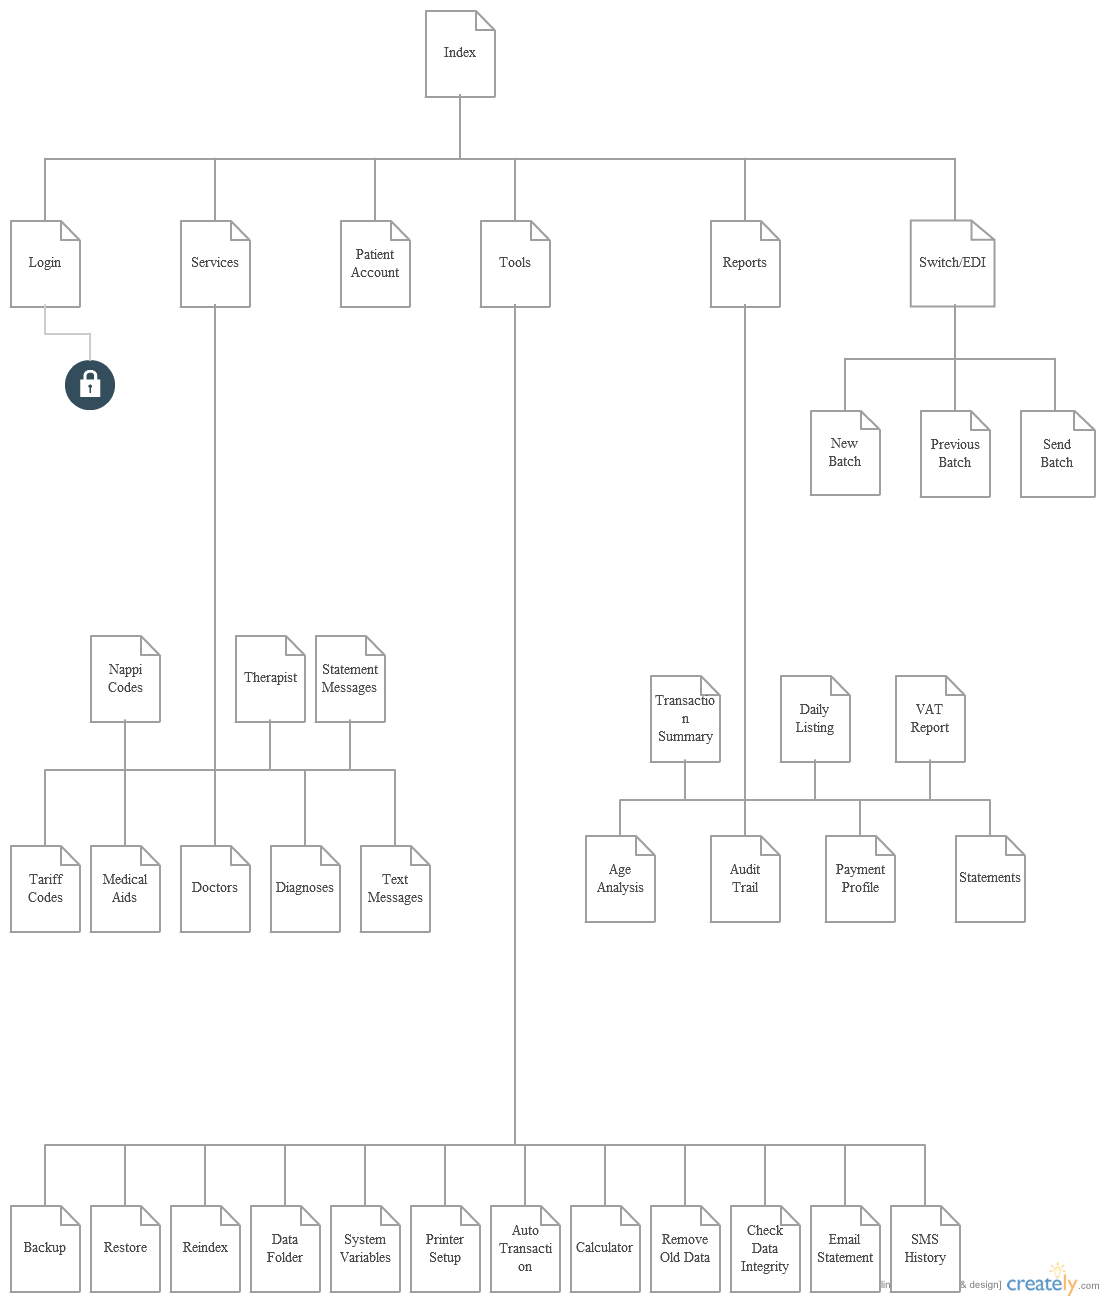 Index
Login
Services
Patient
Account
Tools
Reports
Switch/EDI
New
Batch
Previous
Batch
Send
Batch
Nappi
Codes
Therapist
Statement
Messages
Transactio
n
Summary
Daily
Listing
VAT
Report
Tariff
Codes
Medical
Aids
Doctors
Diagnoses
Text
Messages
Age
Analysis
Audit
Trail
Payment
Profile
Statements
Backup
Restore
Reindex
Data
Folder
System
Variables
Printer
Setup
Auto
Transacti
on
Calculator
Remove
Old Data
Check
Data
Integrity
Email
Statement
SMS
History
& design]
creately.com